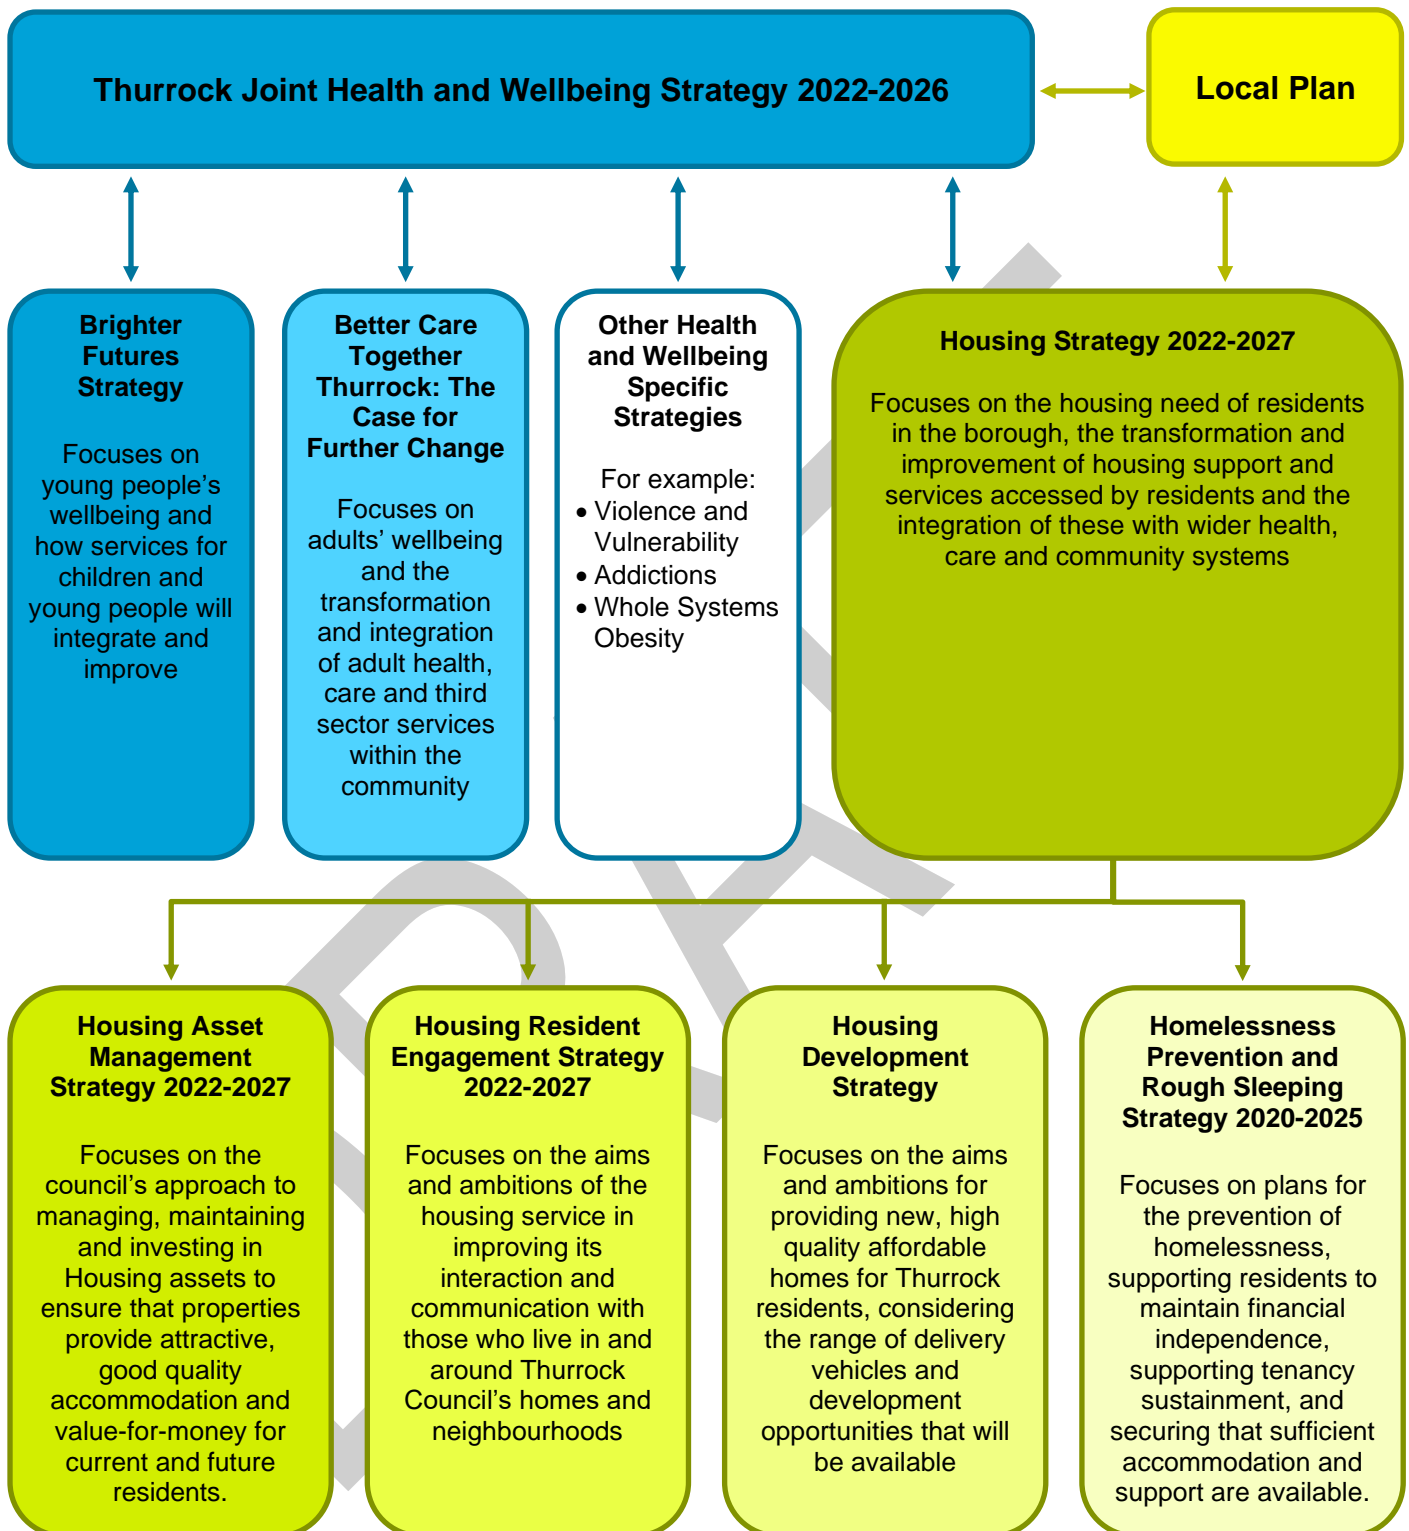 Thurrock Joint Health and Wellbeing Strategy 2022-2026
Local Plan
Brighter
Futures
Strategy
Focuses on
young people’s
wellbeing and
how services for
children and
young people will
integrate and
improve
Better Care
Together
Thurrock: The
Case for
Further Change
Focuses on
adults’ wellbeing
and the
transformation
and integration
of adult health,
care and third
sector services
within the
community
Other Health
and Wellbeing
Specific
Strategies
For example:
• Violence and
Vulnerability
• Addictions
• Whole Systems
Obesity
Housing Strategy 2022-2027
Focuses on the housing need of residents
in the borough, the transformation and
improvement of housing support and
services accessed by residents and the
integration of these with wider health,
care and community systems
Housing Asset
Management
Strategy 2022-2027
Focuses on the
council’s approach to
managing, maintaining
and investing in
Housing assets to
ensure that properties
provide attractive,
good quality
accommodation and
value-for-money for
current and future
residents.
Housing Resident
Engagement Strategy
2022-2027
Focuses on the aims
and ambitions of the
housing service in
improving its
interaction and
communication with
those who live in and
around Thurrock
Council’s homes and
neighbourhoods
Housing
Development
Strategy
Focuses on the aims
and ambitions for
providing new, high
quality affordable
homes for Thurrock
residents, considering
the range of delivery
vehicles and
development
opportunities that will
be available
Homelessness
Prevention and
Rough Sleeping
Strategy 2020-2025
Focuses on plans for
the prevention of
homelessness,
supporting residents to
maintain financial
independence,
supporting tenancy
sustainment, and
securing that sufficient
accommodation and
support are available.
DRAFT